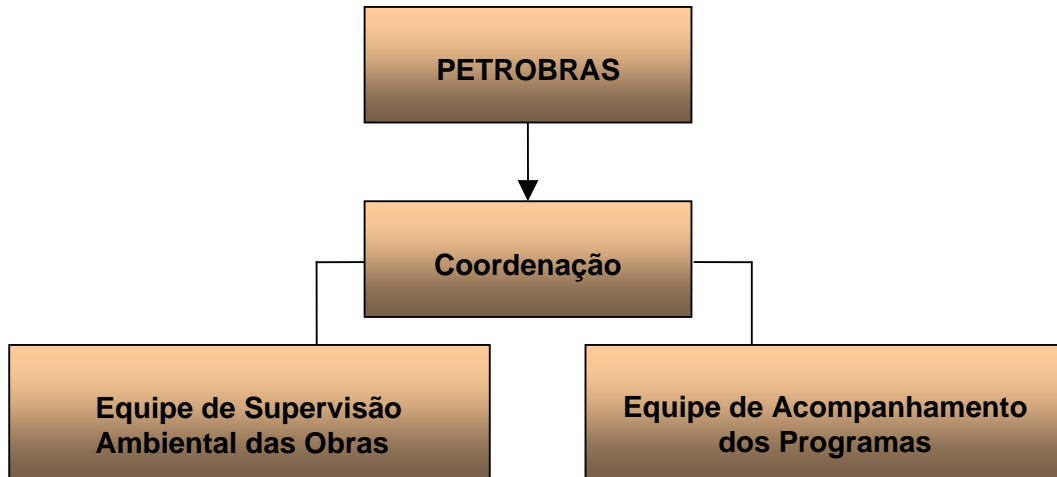 PETROBRAS
Coordenação
Equipe de Supervisão
Ambiental das Obras
Equipe de Acompanhamento
dos Programas